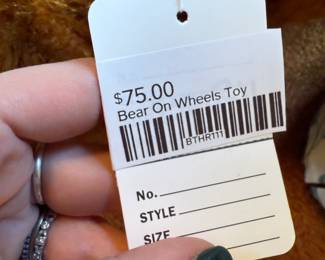 $75.00
Bear On Wheels Toy
BTHR111
No.
STYLE
SIZE